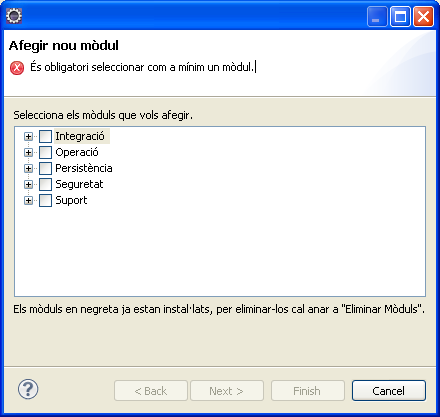 Afegir nou mòdul
És obligatori seleccionar com a mínim un mòdul.
Selecciona els mòduls que vols afegir.
Integració
Operació
Persistència
Seguretat
Suport
Els mòduls en negreta ja estan instal·lats, per eliminar-los cal anar a "Eliminar Mòduls".
< Back
Next >
Finish
Cancel